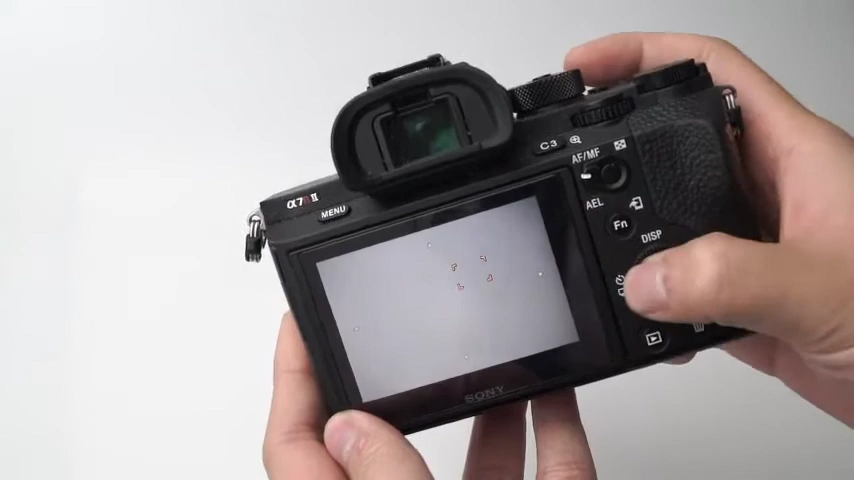 α7RII
MENU
C3
AF/MF
AEL
Fn
DISP
SONY